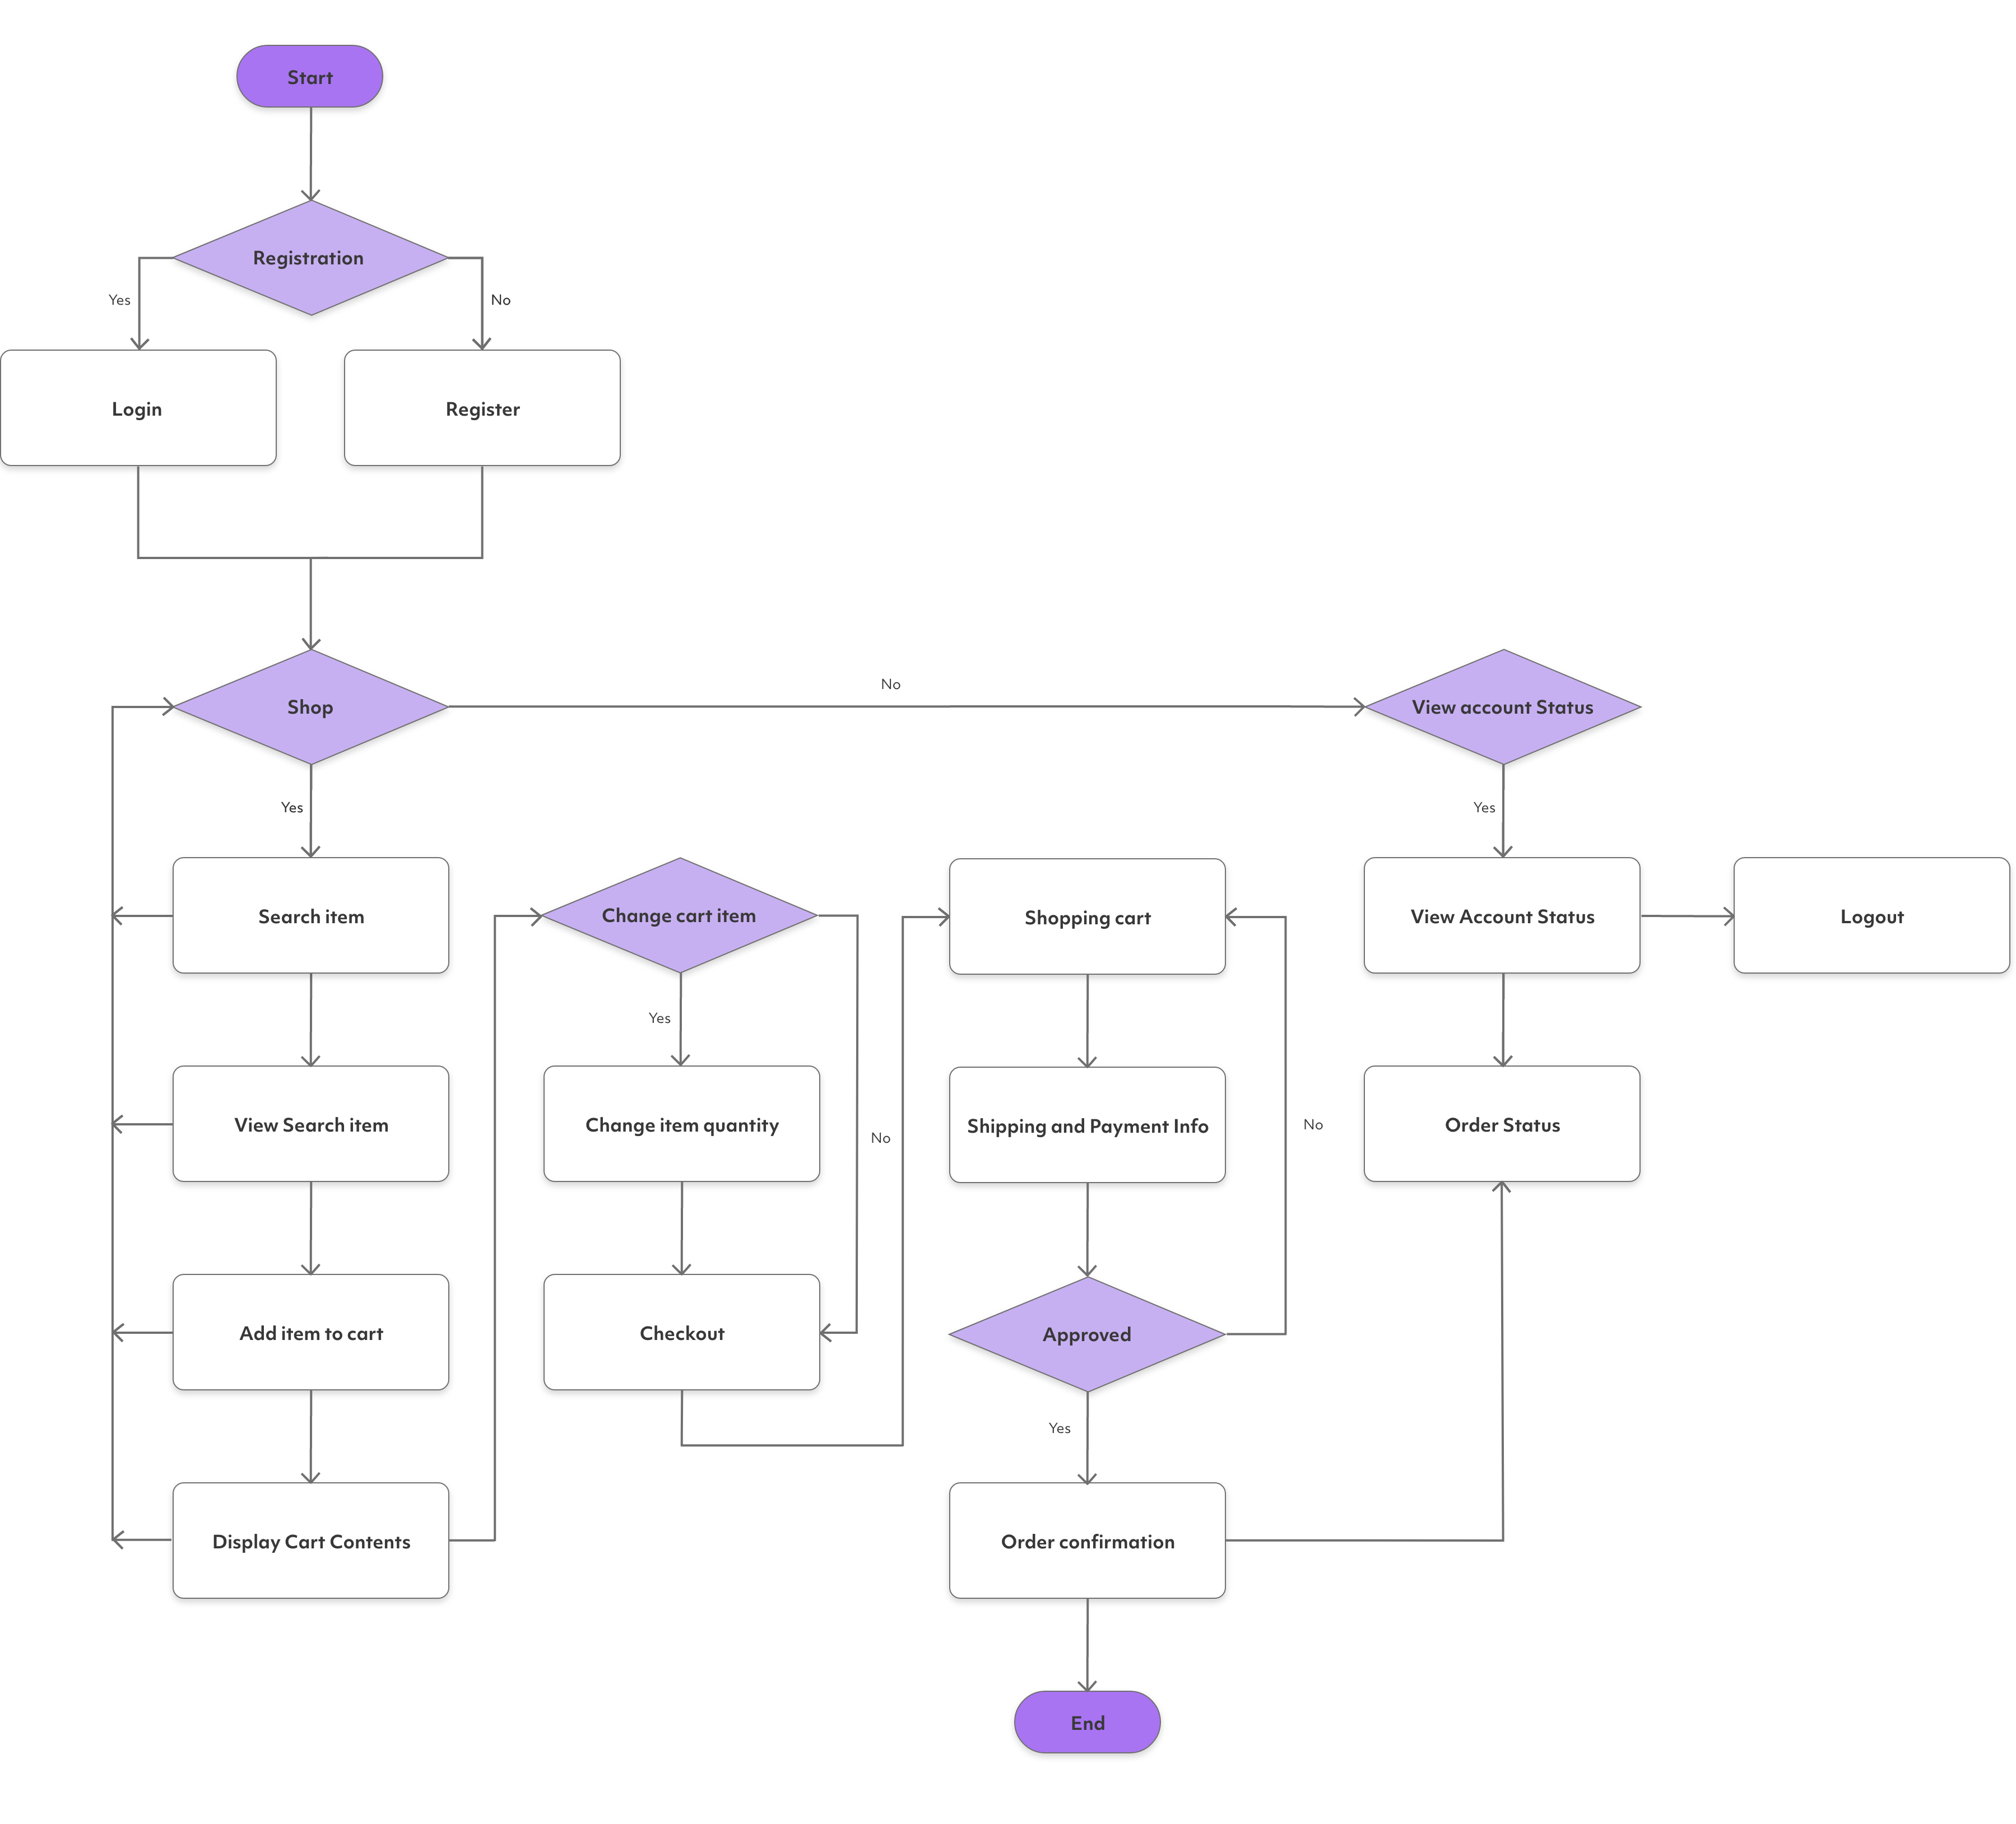 Start
Registration
Yes
No
Login
Register
Shop
No
View account Status
Yes
Yes
Search item
Change cart item
Shopping cart
View Account Status
Logout
Yes
View Search item
Change item quantity
No
Shipping and Payment Info
No
Order Status
Add item to cart
Checkout
Approved
Yes
Display Cart Contents
Order confirmation
End